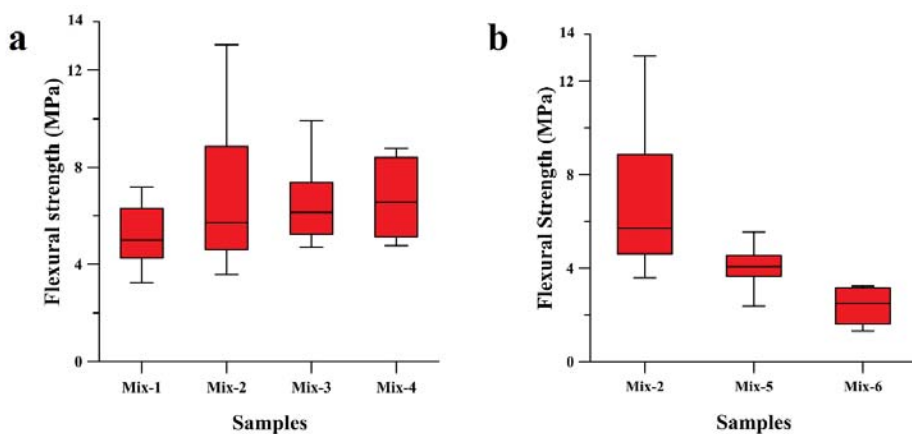 a
Flexural strength (MPa)
14
12
8
4
0
Mix-1 Mix-2 Mix-3 Mix-4
Samples
b
Flexural Strength (MPa)
14
12
8
4
0
Mix-2 Mix-5 Mix-6
Samples